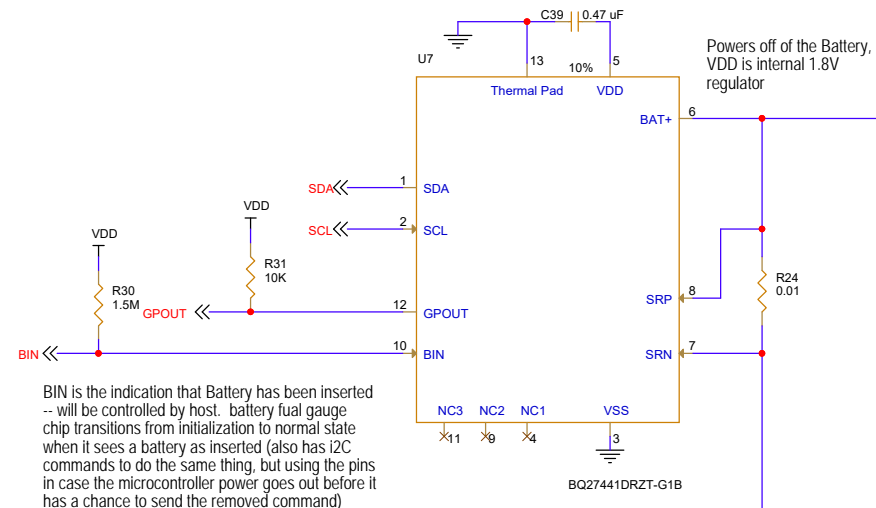 C39 0.47 uF
U7
13 10% 5
Thermal Pad VDD
Powers off of the Battery,
VDD is internal 1.8V
regulator
BAT+ 6
SDA 1 SDA
SCL 2 SCL
VDD
R31
10K
VDD
R30
1.5M
GPOUT 12 GPOUT
BIN 10 BIN
SRP 8
R24
0.01
SRN 7
NC3 NC2 NC1 VSS
11 9 4 3
BQ27441DRZT-G1B
BIN is the indication that Battery has been inserted
-- will be controlled by host. battery fual gauge
chip transitions from initialization to normal state
when it sees a battery as inserted (also has i2C
commands to do the same thing, but using the pins
in case the microcontroller power goes out before it
has a chance to send the removed command)